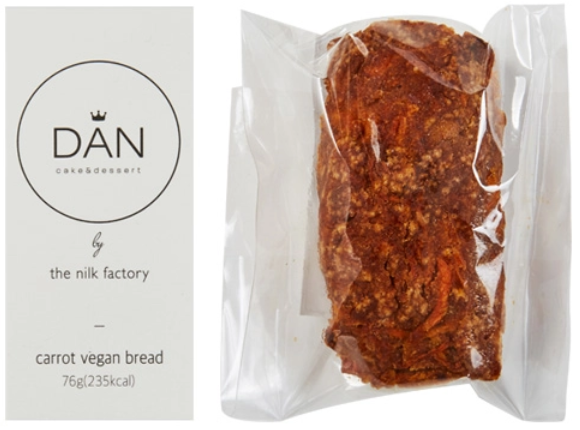 DAN
cake&dessert
by
the nilk factory
–
carrot vegan bread
76g(235kcal)